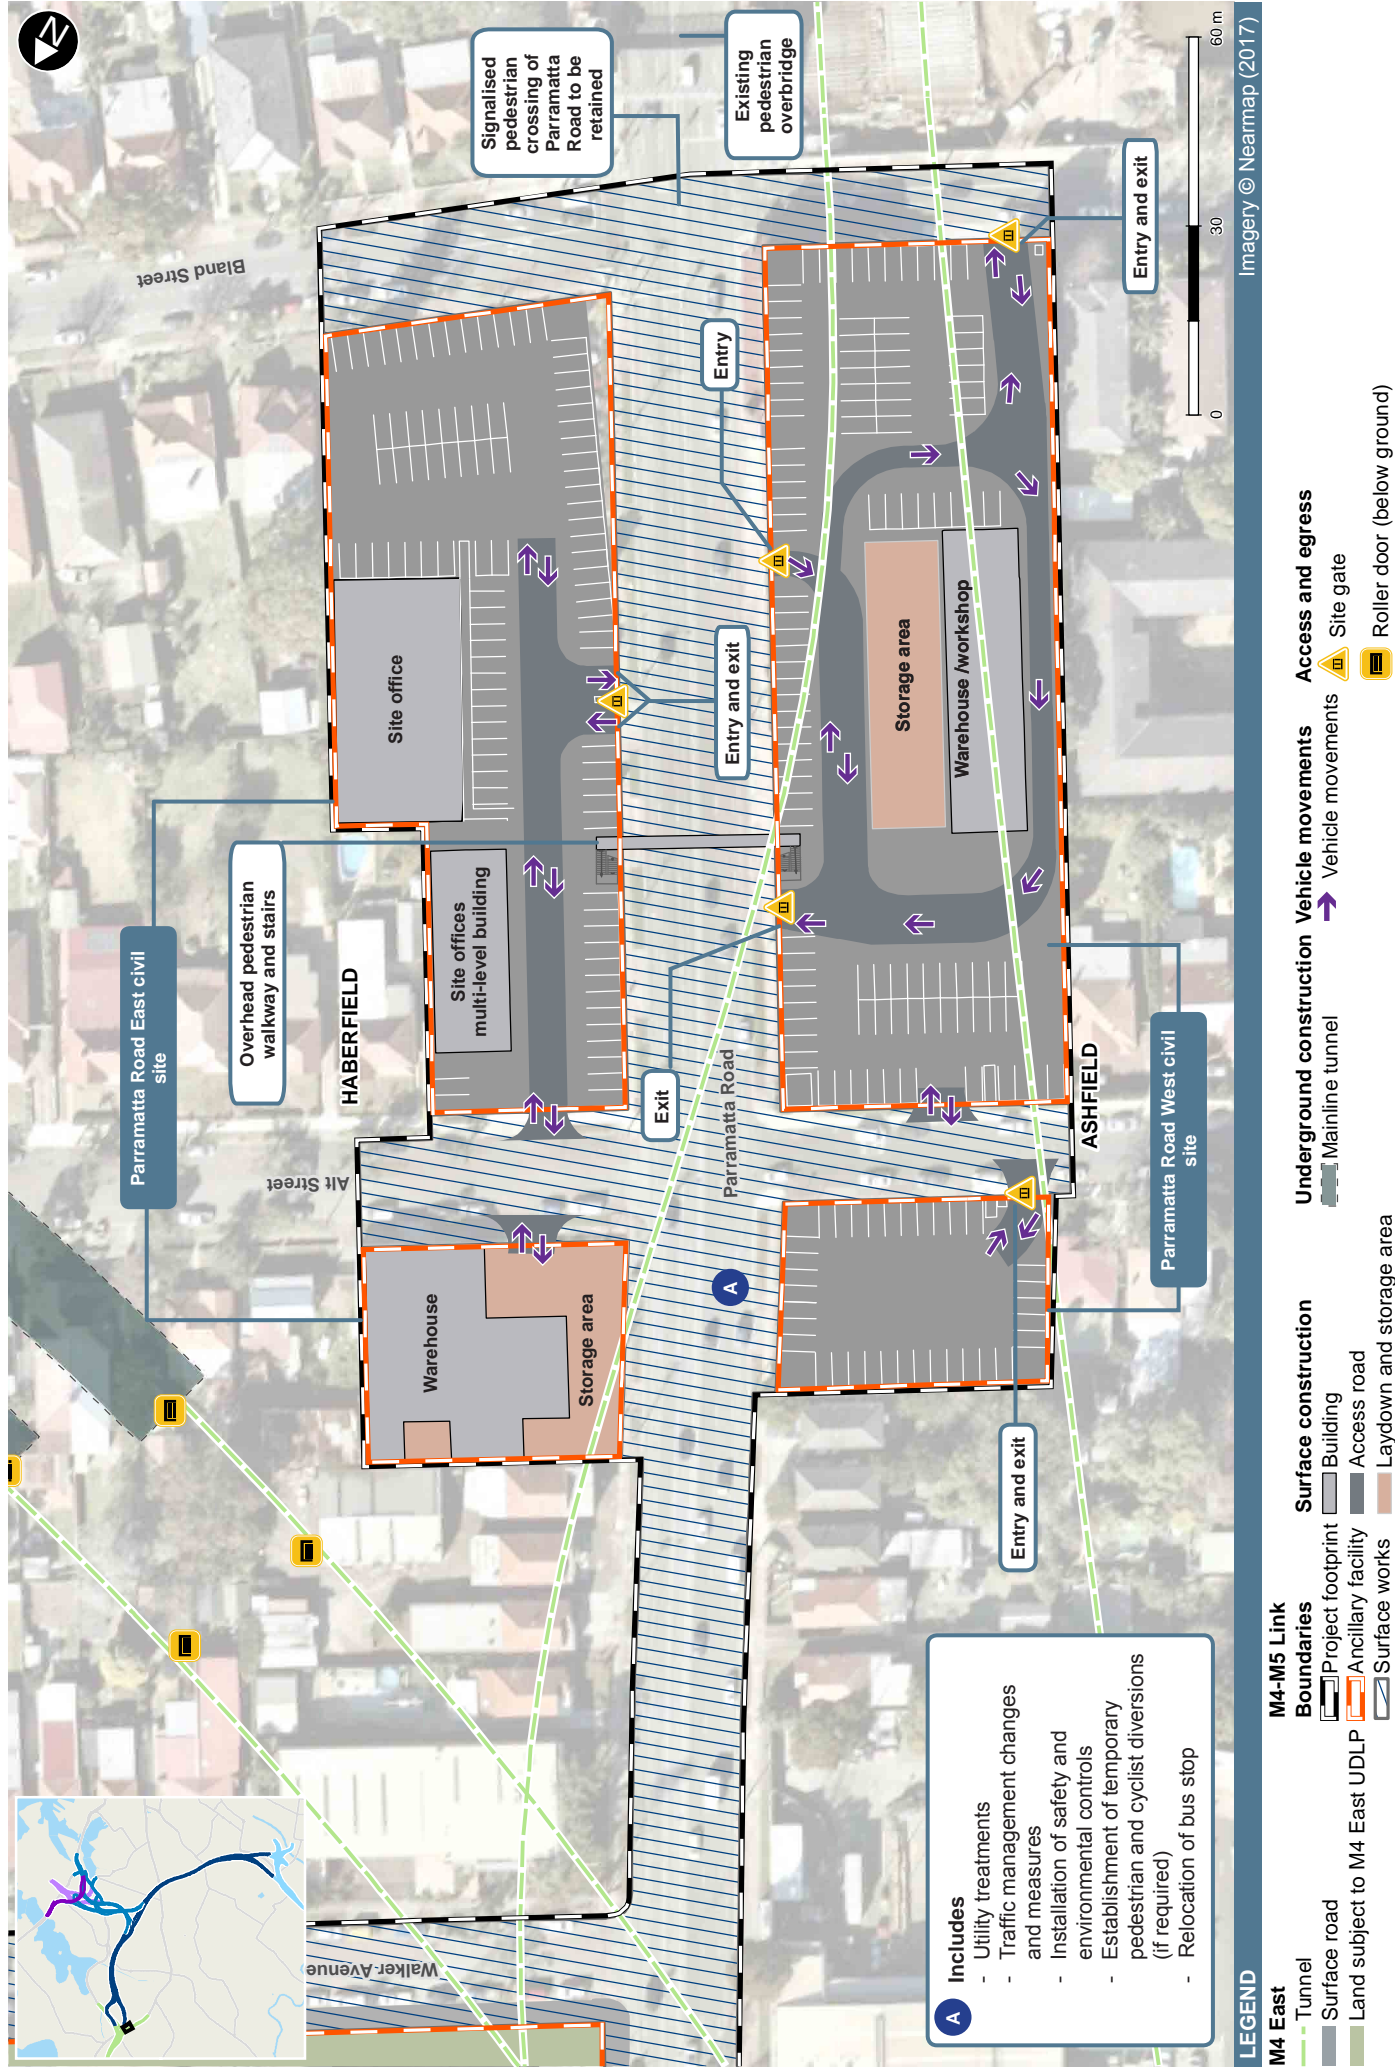 N
Signalised
pedestrian
crossing of
Parramatta
Road to be
retained
Existing
pedestrian
overbridge
Bland Street
Entry
Entry and exit
60 m
30
0
Imagery © Nearmap (2017)
Site office
Entry and exit
Storage area
Warehouse /workshop
Parramatta Road East civil
site
Overhead pedestrian
walkway and stairs
HABERFIELD
Site offices
multi-level building
Exit
Parramatta Road
ASHFIELD
Alt Street
Parramatta Road West civil
site
Warehouse
Storage area
A
Entry and exit
Walker Avenue
A Includes
- Utility treatments
- Traffic management changes
and measures
- Installation of safety and
environmental controls
- Establishment of temporary
pedestrian and cyclist diversions
(if required)
- Relocation of bus stop
LEGEND
M4 East
Tunnel
Surface road
Land subject to M4 East UDLP
M4-M5 Link
Boundaries
Project footprint
Ancillary facility
Surface works
Surface construction
Building
Access road
Laydown and storage area
Underground construction
Mainline tunnel
Vehicle movements
Vehicle movements
Access and egress
Site gate
Roller door (below ground)